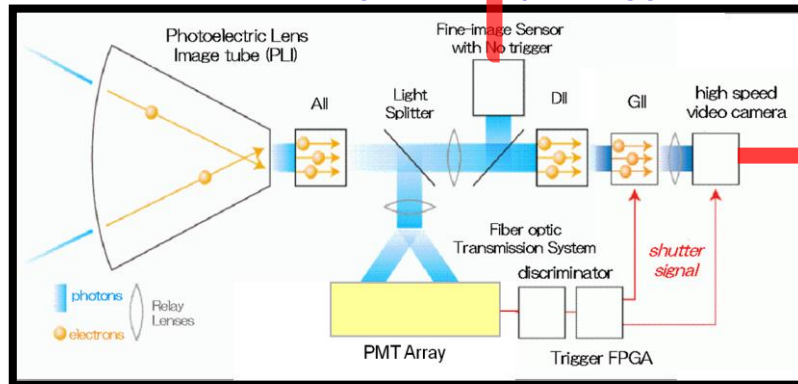 Photoelectric Lens
Image tube (PLI)
Fine-image Sensor
with No trigger
AII
Light
Splitter
DII
GII
high speed
video camera
Fiber optic
Transmission System
shutter
signal
discriminator
photons
electrons
Relay
Lenses
PMT Array
Trigger FPGA